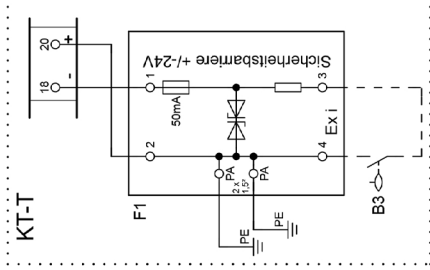 20
+
18
-
Sicherheitsbarriere +/-24V
1
50mA
3
2
4
Ex i
PA
2 x
1,5²
PA
F1
PE
PE
B3
KT-T